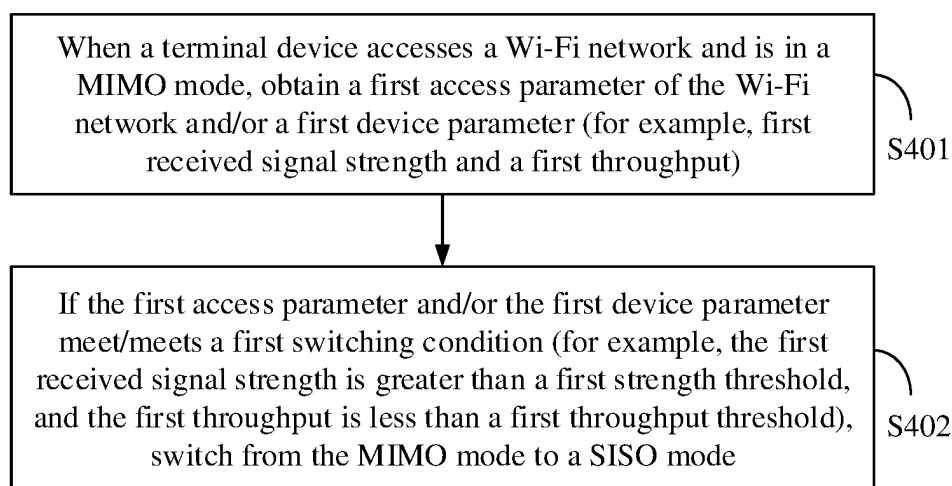 When a terminal device accesses a Wi-Fi network and is in a
MIMO mode, obtain a first access parameter of the Wi-Fi
network and/or a first device parameter (for example, first
received signal strength and a first throughput)
S401
If the first access parameter and/or the first device parameter
meet/meets a first switching condition (for example, the first
received signal strength is greater than a first strength threshold,
and the first throughput is less than a first throughput threshold),
switch from the MIMO mode to a SISO mode
S402